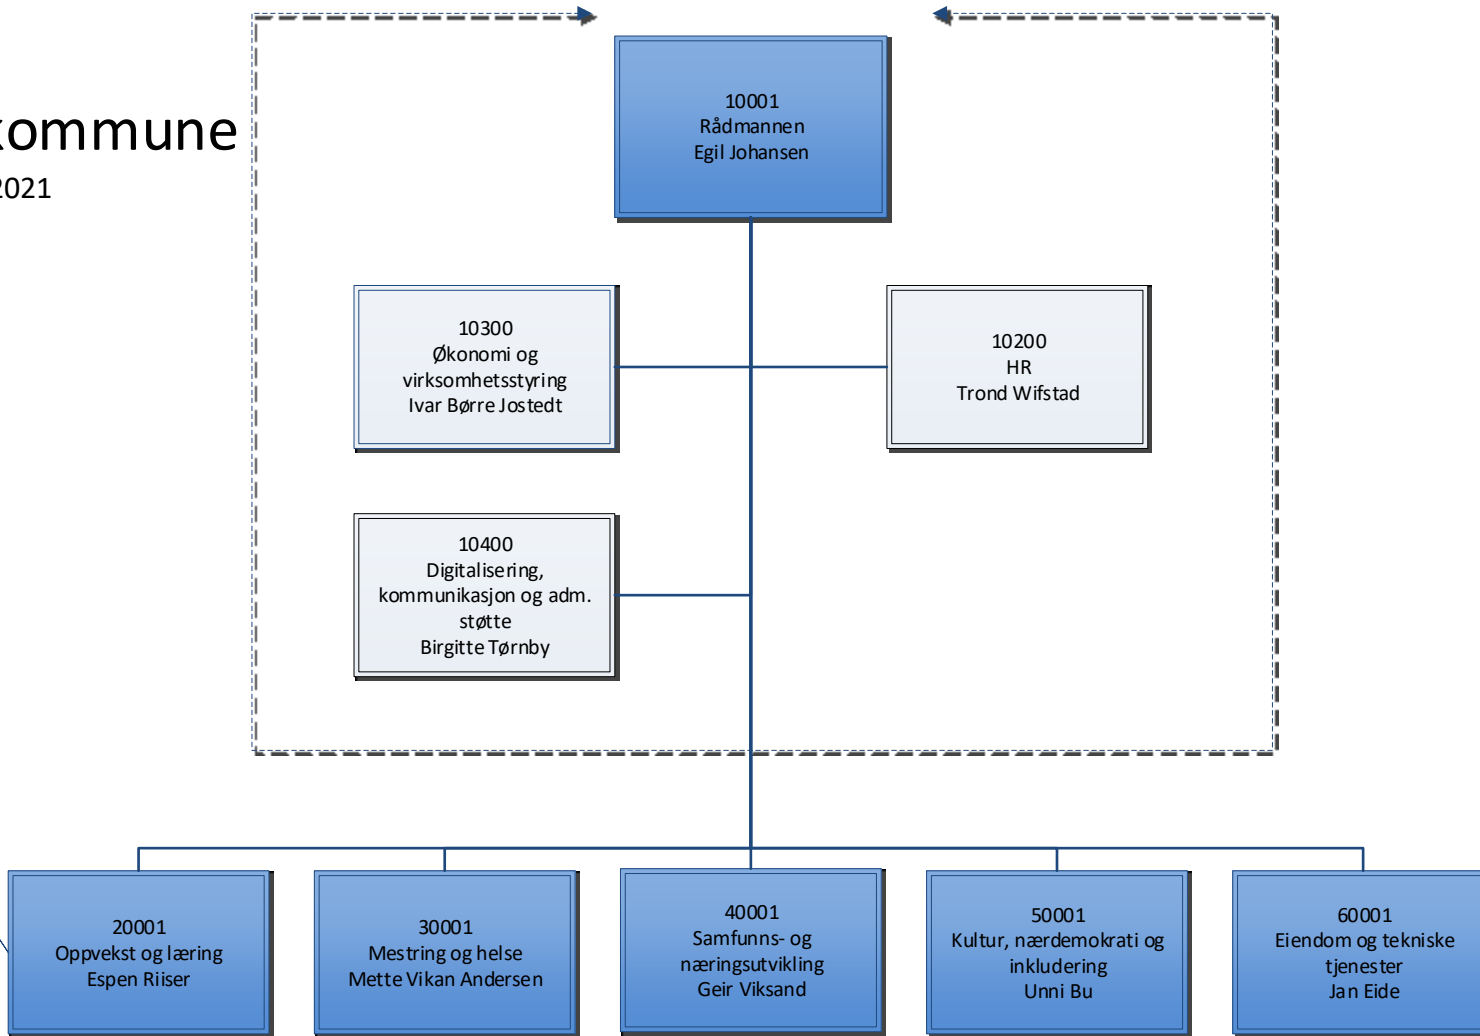 kommune
2021
10001
Rådmannen
Egil Johansen
10300
Økonomi og
virksomhetsstyring
Ivar Børre Jostedt
10200
HR
Trond Wifstad
10400
Digitalisering,
kommunikasjon og adm.
støtte
Birgitte Tørnby
20001
Oppvekst og læring
Espen Riiser
30001
Mestring og helse
Mette Vikan Andersen
40001
Samfunns- og
næringsutvikling
Geir Viksand
50001
Kultur, nærdemokrati og
inkludering
Unni Bu
60001
Eiendom og tekniske
tjenester
Jan Eide